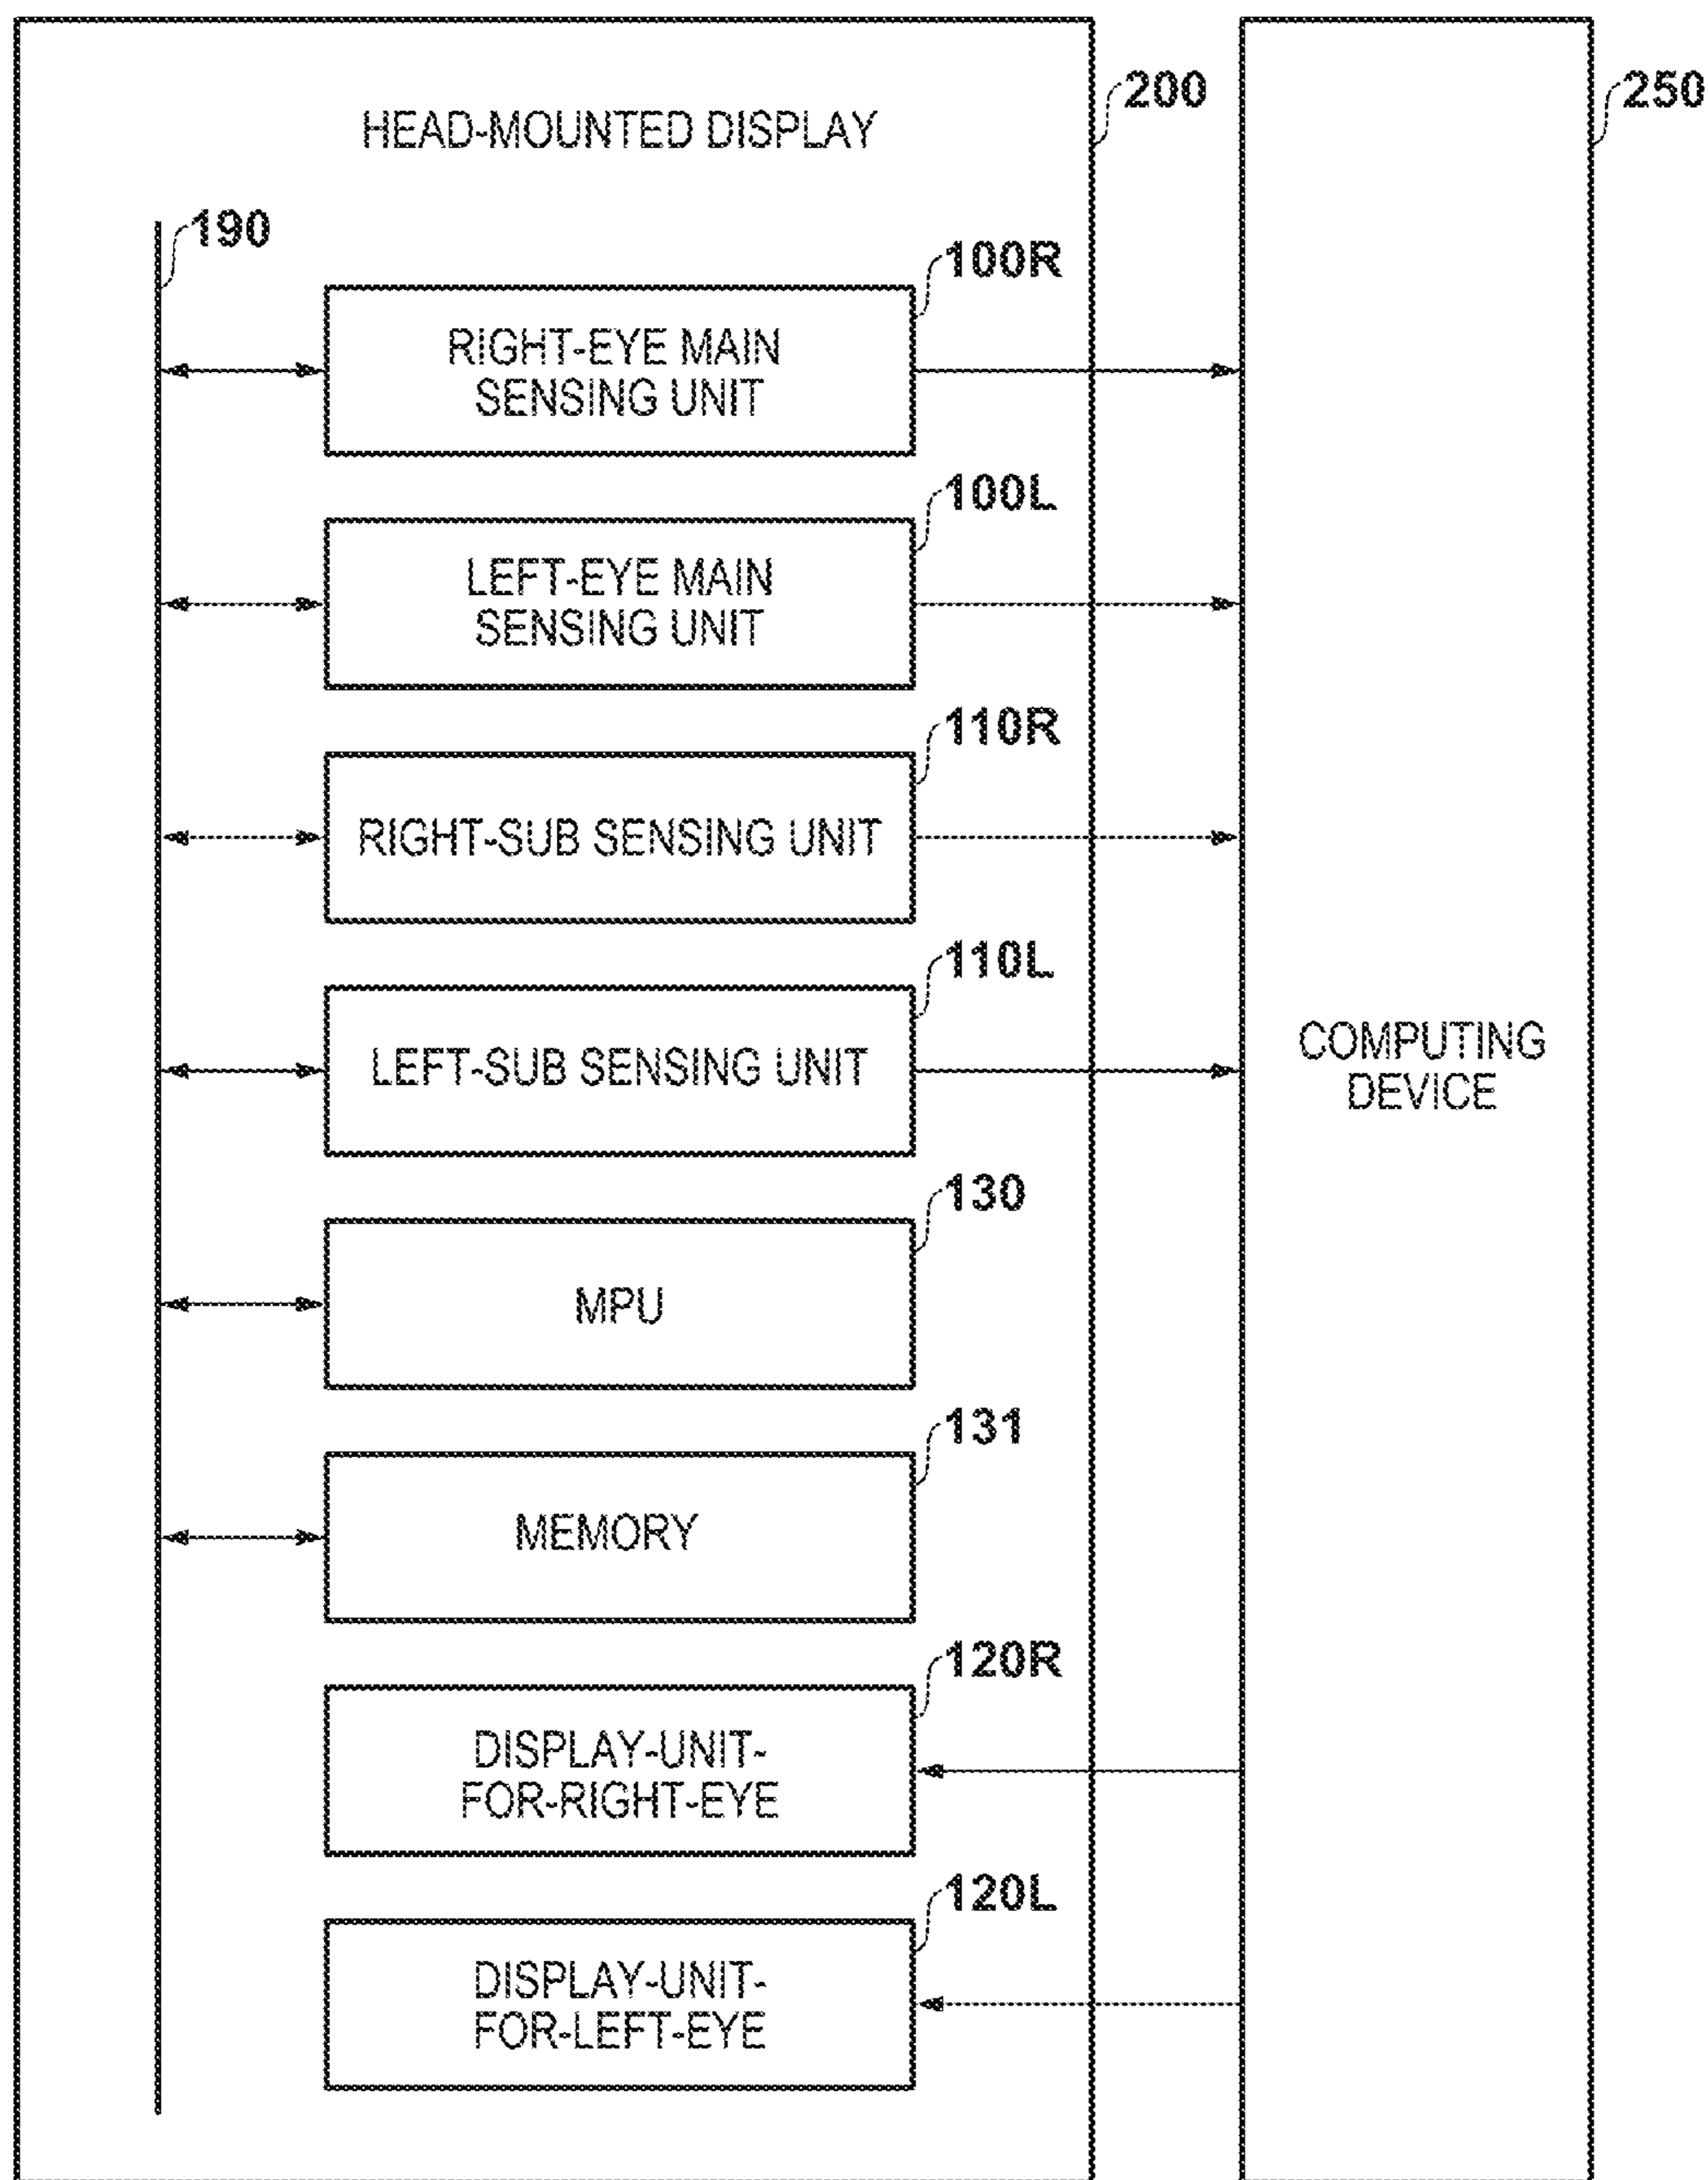 HEAD-MOUNTED DISPLAY
200
250
190
100R
RIGHT-EYE MAIN
SENSING UNIT
100L
LEFT-EYE MAIN
SENSING UNIT
110R
RIGHT-SUB SENSING UNIT
110L
LEFT-SUB SENSING UNIT
COMPUTING
DEVICE
130
MPU
131
MEMORY
120R
DISPLAY-UNIT-
FOR-RIGHT-EYE
120L
DISPLAY-UNIT-
FOR-LEFT-EYE